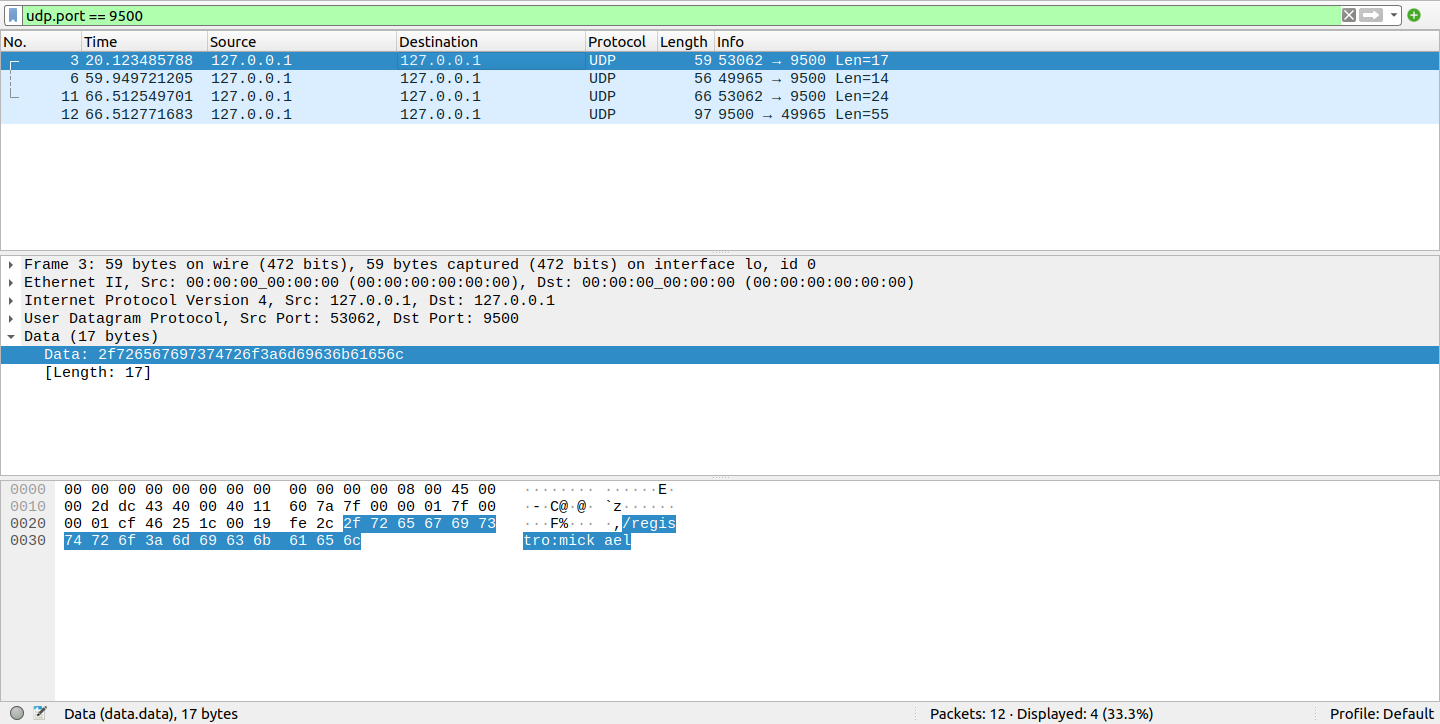 udp.port == 9500
No. Time Source Destination Protocol Length Info
3 20.123485788 127.0.0.1 127.0.0.1 UDP 59 53062 → 9500 Len=17
6 59.949721205 127.0.0.1 127.0.0.1 UDP 56 49965 → 9500 Len=14
11 66.512549701 127.0.0.1 127.0.0.1 UDP 66 53062 → 9500 Len=24
12 66.512771683 127.0.0.1 127.0.0.1 UDP 97 9500 → 49965 Len=55
Frame 3: 59 bytes on wire (472 bits), 59 bytes captured (472 bits) on interface lo, id 0
Ethernet II, Src: 00:00:00_00:00:00 (00:00:00:00:00:00), Dst: 00:00:00_00:00:00 (00:00:00:00:00:00)
Internet Protocol Version 4, Src: 127.0.0.1, Dst: 127.0.0.1
User Datagram Protocol, Src Port: 53062, Dst Port: 9500
Data (17 bytes)
Data: 2f726567697374726f3a6d69636b61656c
[Length: 17]
0000 00 00 00 00 00 00 00 00 00 00 00 00 08 00 45 00 ········ ······E·
0010 00 2d dc 43 40 00 40 11 60 7a 7f 00 00 01 7f 00 ·-·C@·@· `z······
0020 00 01 cf 46 25 1c 00 19 fe 2c 2f 72 65 67 69 73 ···F%··· ·,/regis
0030 74 72 6f 3a 6d 69 63 6b 61 65 6c tro:mick ael
Data (data.data), 17 bytes Packets: 12 · Displayed: 4 (33.3%) Profile: Default